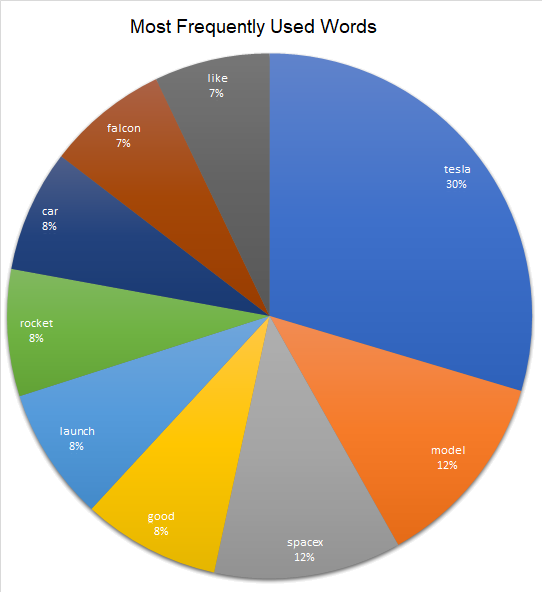 Most Frequently Used Words
like
7%
tesla
30%
falcon
7%
car
8%
rocket
8%
launch
8%
good
8%
spacex
12%
model
12%